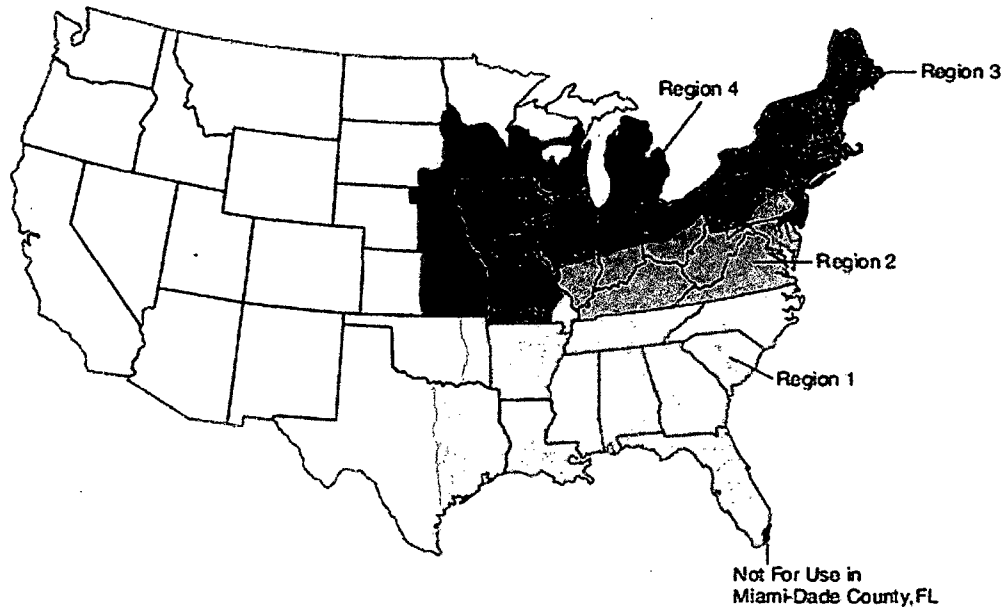 Region 3
Region 4
Region 2
Region 1
Not For Use in
Miami-Dade County, FL